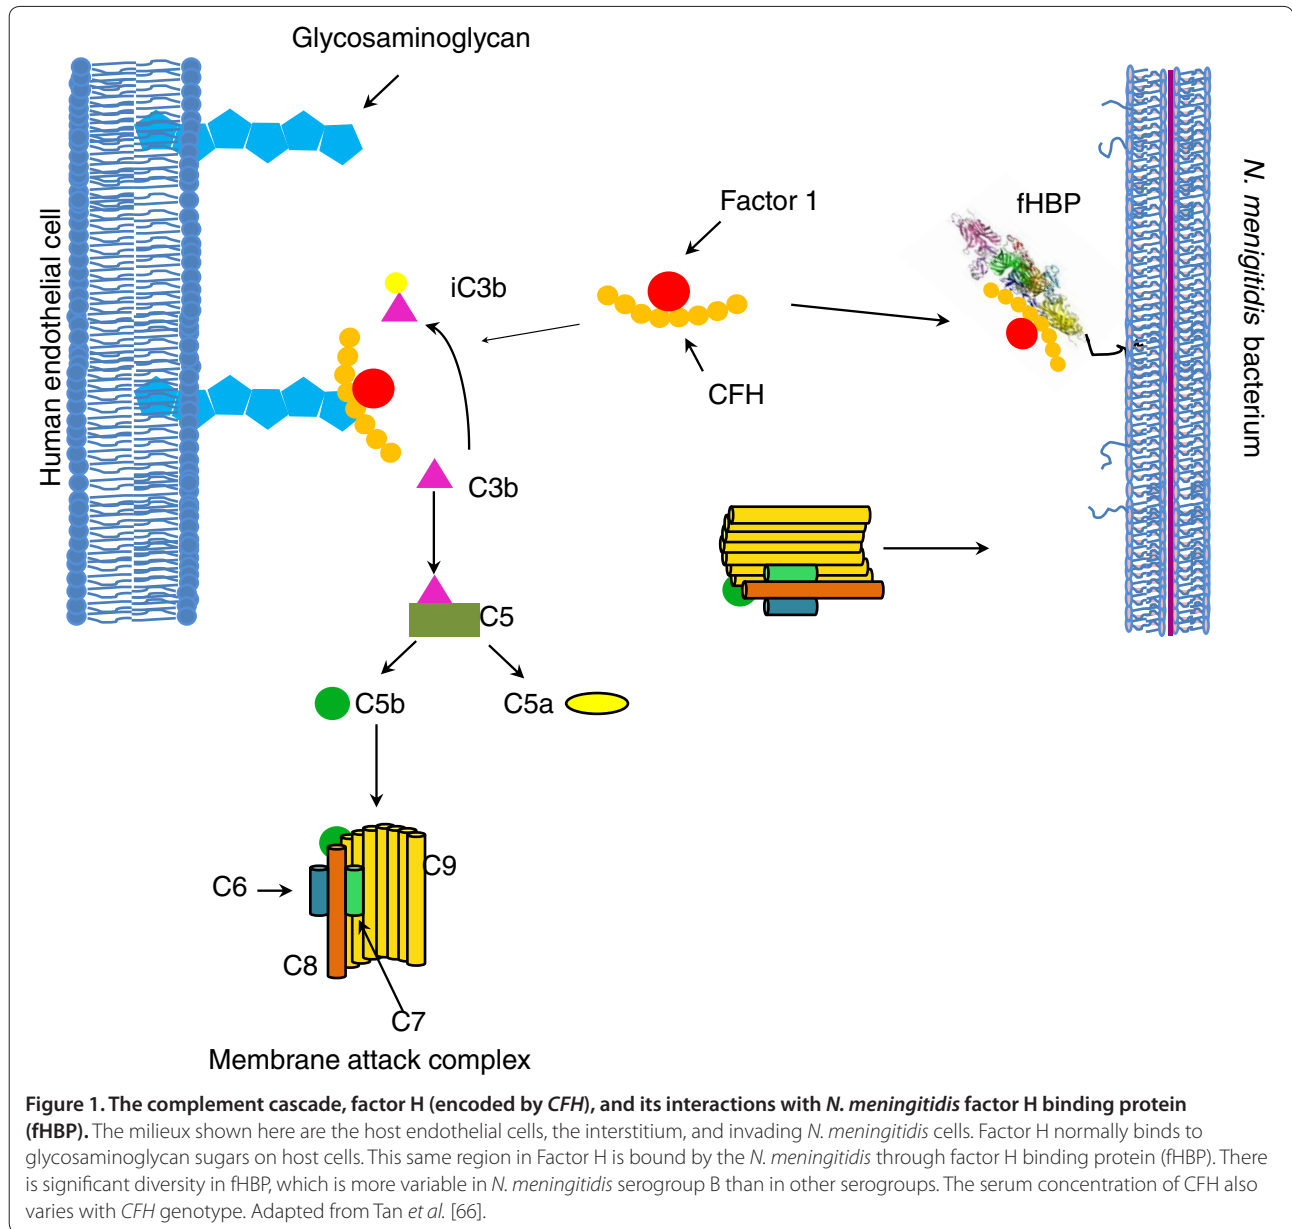 Glycosaminoglycan
Human endothelial cell
Factor 1
fHBP
N. menigitidis bacterium
iC3b
CFH
C3b
C5
C5b
C5a
C9
C6
C8
C7
Membrane attack complex
Figure 1. The complement cascade, factor H (encoded by CFH), and its interactions with N. meningitidis factor H binding protein
(fHBP). The milieux shown here are the host endothelial cells, the interstitium, and invading N. meningitidis cells. Factor H normally binds to
glycosaminoglycan sugars on host cells. This same region in Factor H is bound by the N. meningitidis through factor H binding protein (fHBP). There
is significant diversity in fHBP, which is more variable in N. meningitidis serogroup B than in other serogroups. The serum concentration of CFH also
varies with CFH genotype. Adapted from Tan et al. [66].